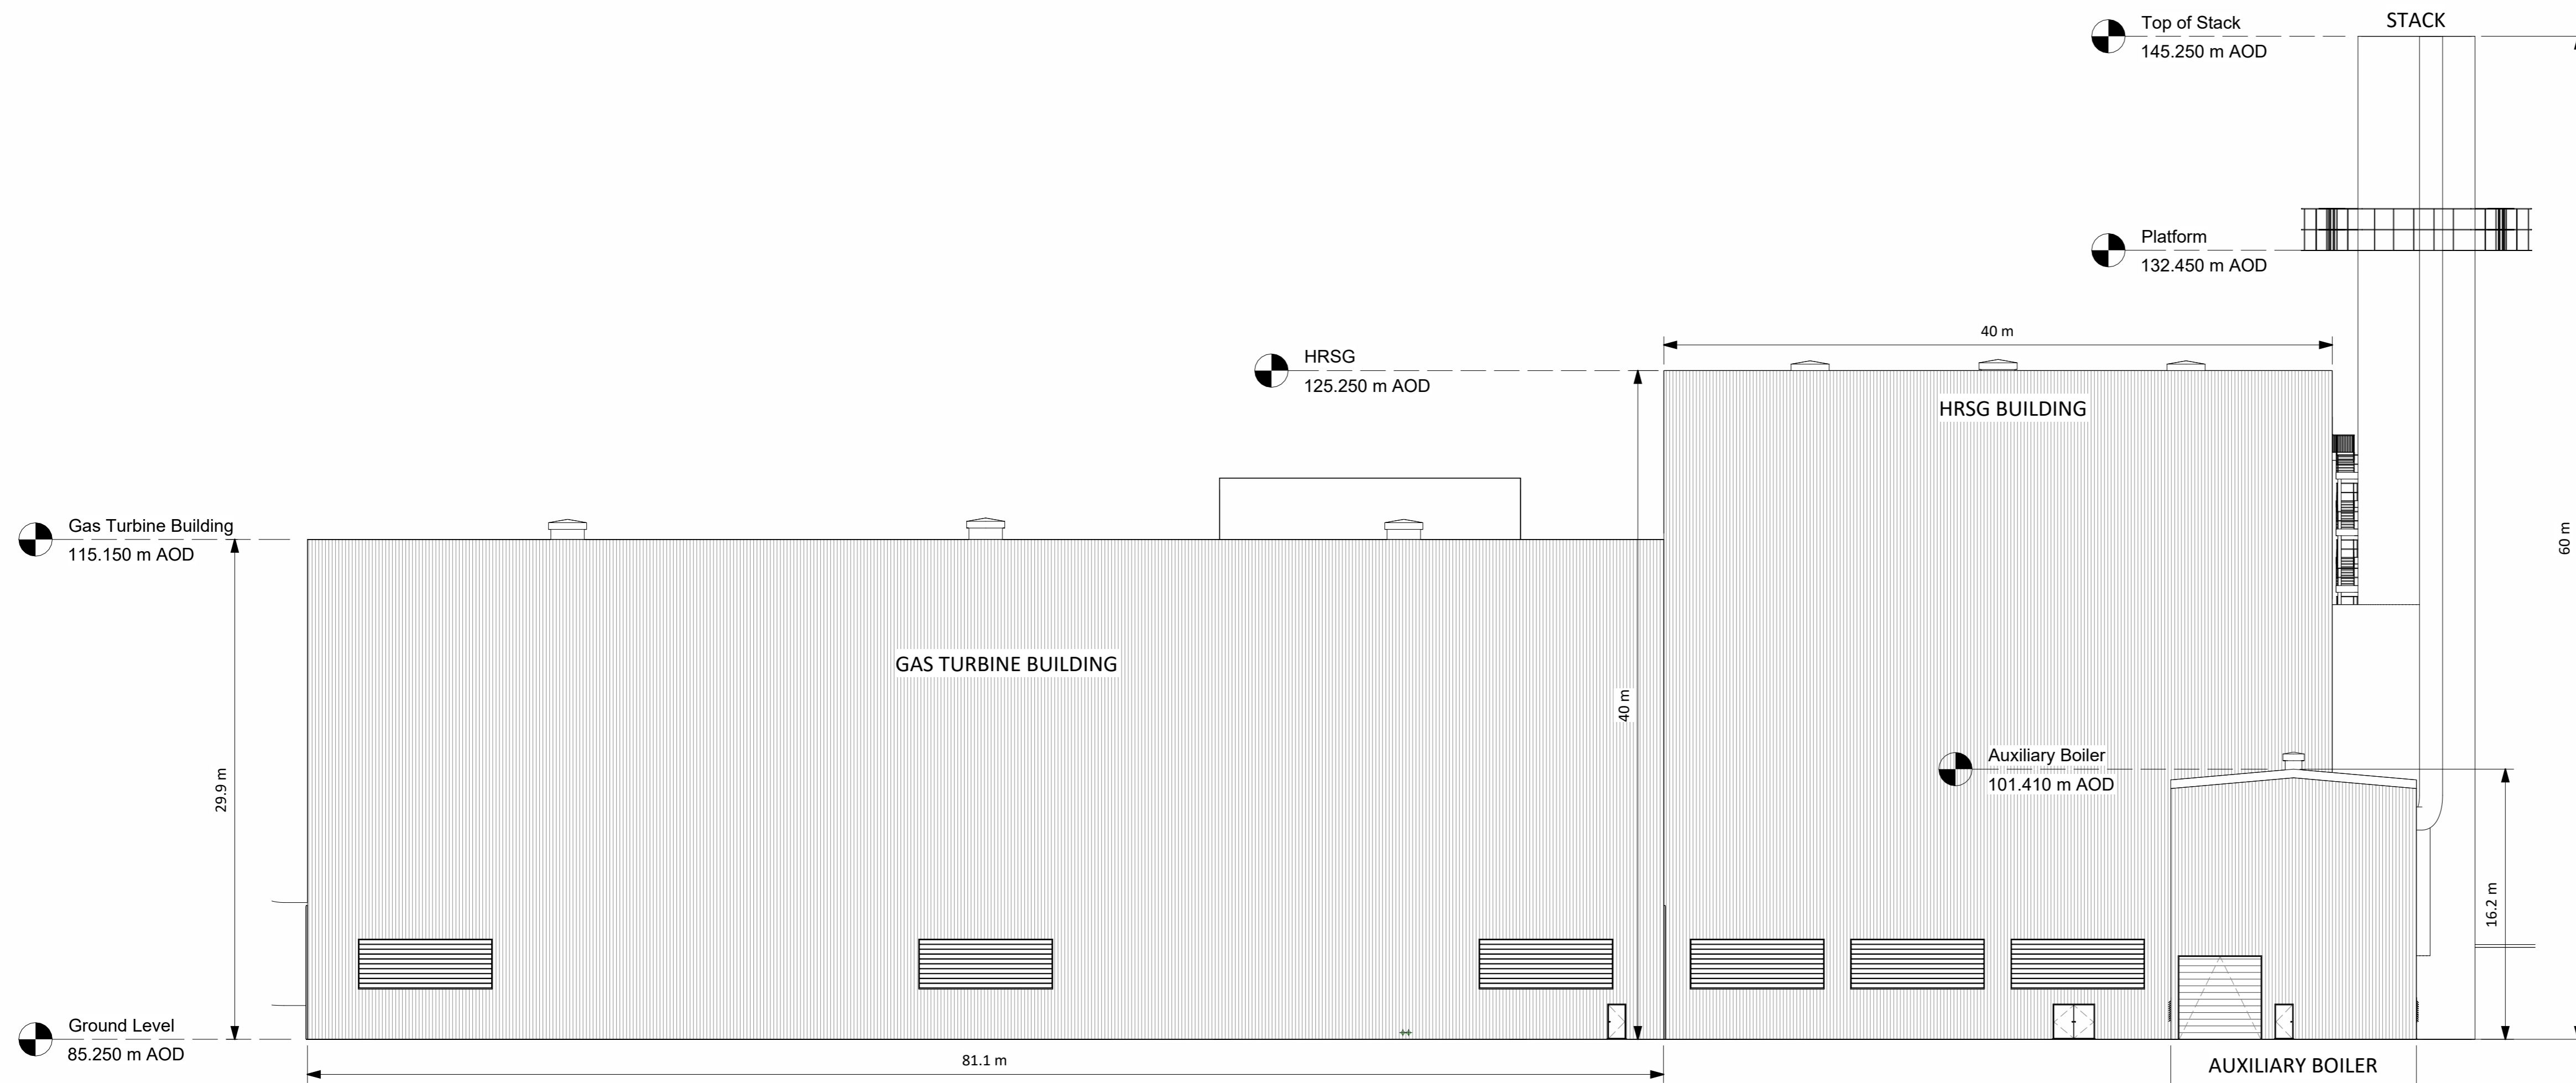 STACK
Top of Stack
145.250 m AOD
Platform
132.450 m AOD
40 m
HRSG
125.250 m AOD
HRSG BUILDING
Gas Turbine Building
115.150 m AOD
60 m
GAS TURBINE BUILDING
40 m
29.9 m
Auxiliary Boiler
101.410 m AOD
16.2 m
Ground Level
85.250 m AOD
81.1 m
AUXILIARY BOILER